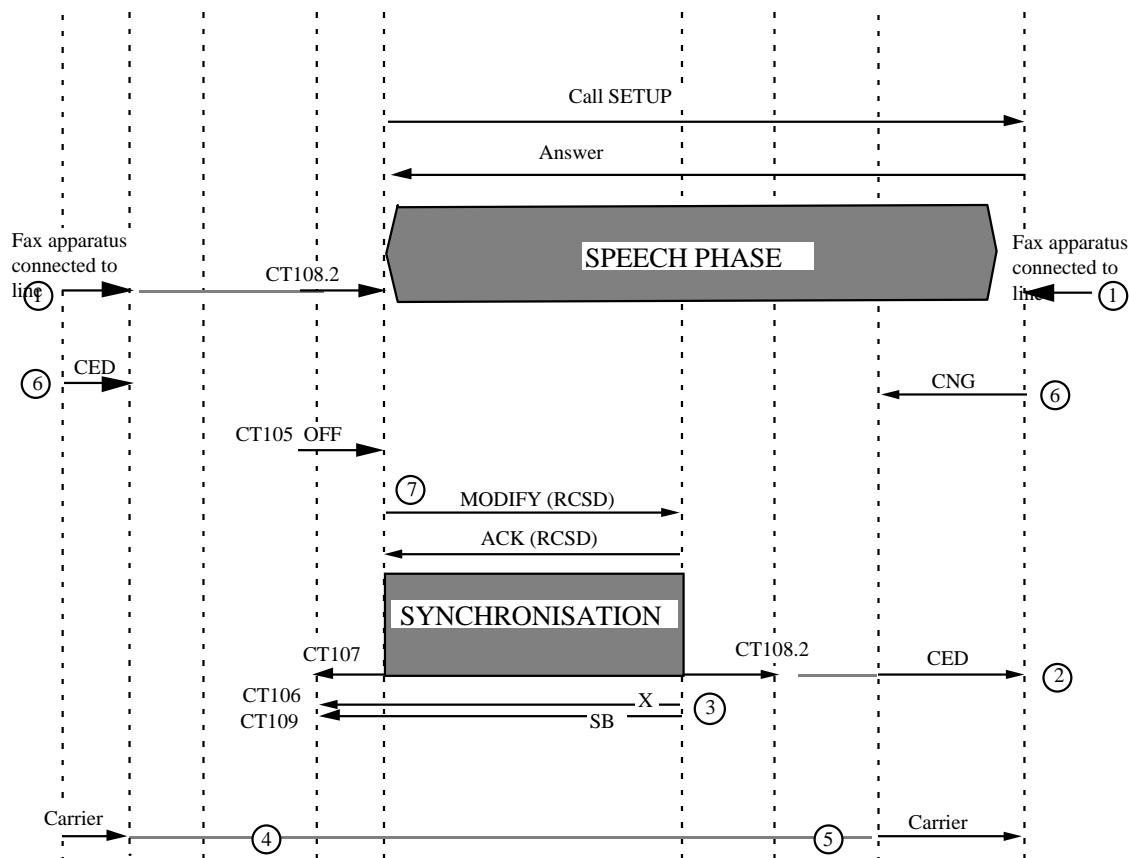 Call SETUP
Answer
Fax apparatus
connected to
line
1
CT108.2
SPEECH PHASE
Fax apparatus
connected to
line
1
6
CED
CNG
6
CT105 OFF
7
MODIFY (RCSD)
ACK (RCSD)
SYNCHRONISATION
CT107
CT108.2
CED
2
CT106
X
3
CT109
SB
Carrier
4
5
Carrier